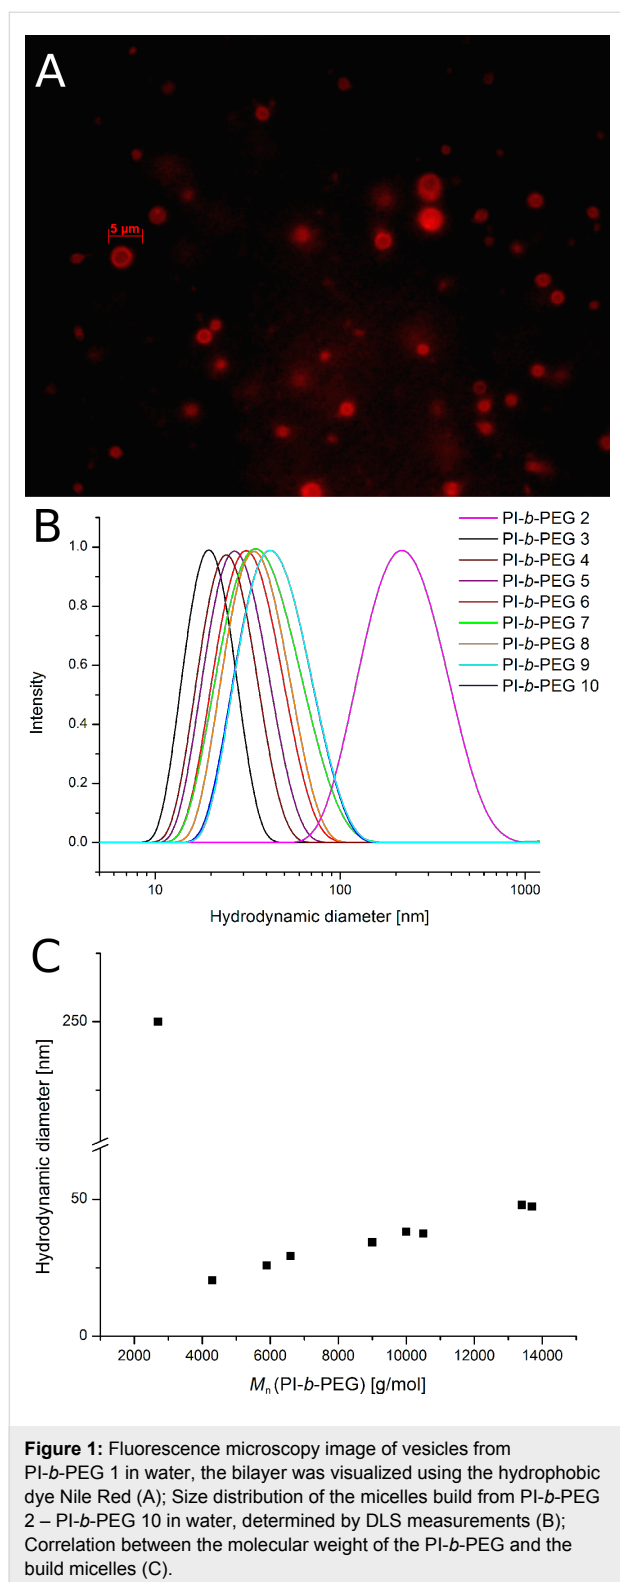 A
5 µm
B
PI-b-PEG 2
PI-b-PEG 3
PI-b-PEG 4
PI-b-PEG 5
PI-b-PEG 6
PI-b-PEG 7
PI-b-PEG 8
PI-b-PEG 9
PI-b-PEG 10
Intensity
1.0
0.8
0.6
0.4
0.2
0.0
10 100 1000
Hydrodynamic diameter [nm]
C
Hydrodynamic diameter [nm]
250
50
0
2000 4000 6000 8000 10000 12000 14000
Mn (PI-b-PEG) [g/mol]
Figure 1: Fluorescence microscopy image of vesicles from
PI-b-PEG 1 in water, the bilayer was visualized using the hydrophobic
dye Nile Red (A); Size distribution of the micelles build from PI-b-PEG
2 – PI-b-PEG 10 in water, determined by DLS measurements (B);
Correlation between the molecular weight of the PI-b-PEG and the
build micelles (C).